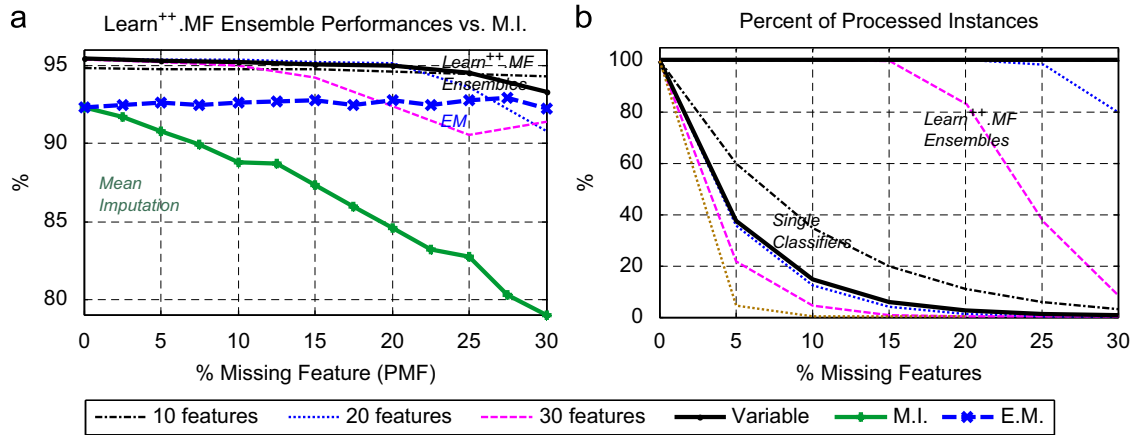 a
Learn++.MF Ensemble Performances vs. M.I.
95
90
85
80
%
Learn++.MF
Ensembles
EM
Mean
Imputation
0 5 10 15 20 25 30
% Missing Feature (PMF)
b
Percent of Processed Instances
100
80
60
40
20
0
%
Learn++.MF
Ensembles
Single
Classifiers
0 5 10 15 20 25 30
% Missing Features
10 features 20 features 30 features Variable M.I. E.M.